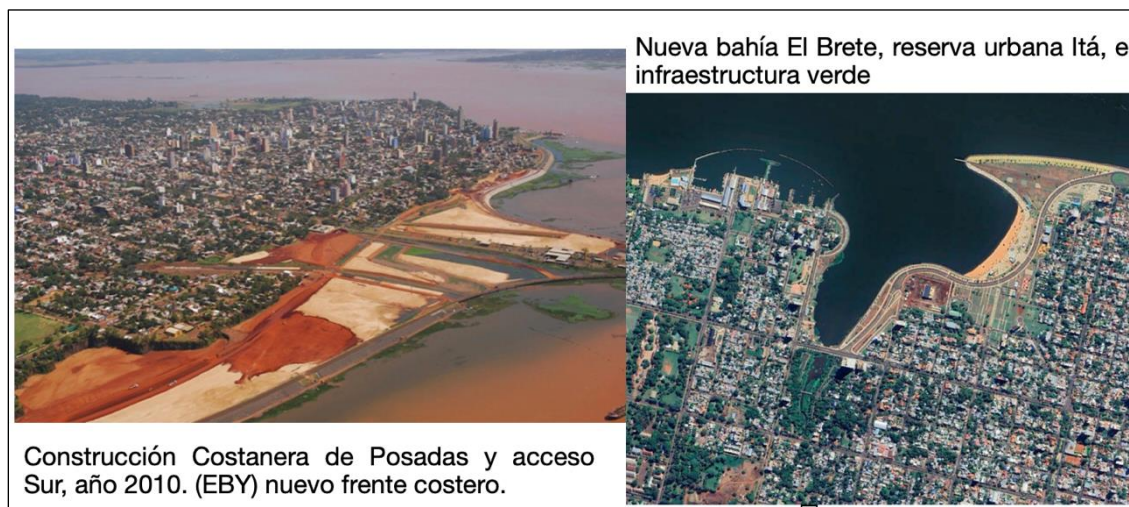 Nueva bahía El Brete, reserva urbana Itá, e
infraestructura verde
Construcción Costanera de Posadas y acceso
Sur, año 2010. (EBY) nuevo frente costero.